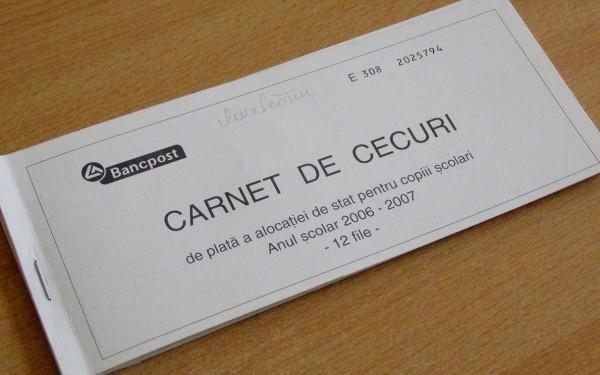 E 308 2025794
Bancpost
CARNET DE CECURI
de plată a alocatiei de stat pentru copiii școlari
Anul școlar 2006 - 2007
- 12 file -